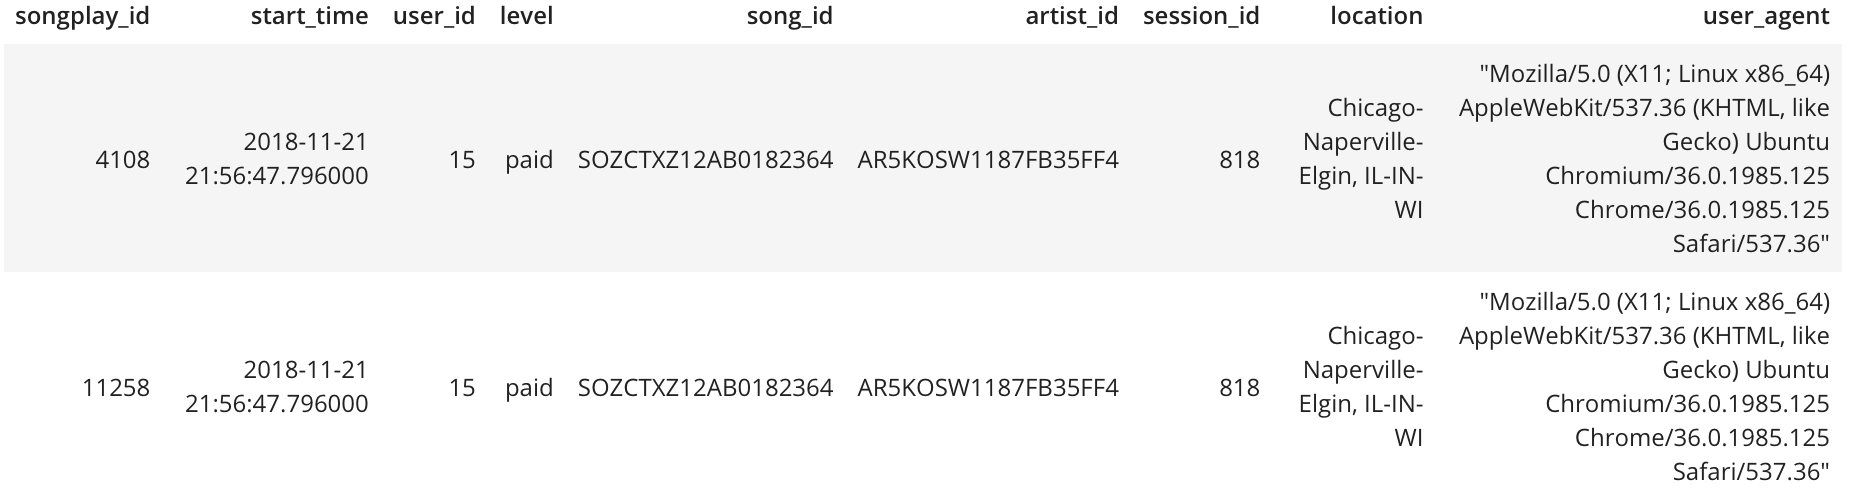 songplay_id start_time user_id level song_id artist_id session_id location user_agent
4108 2018-11-21 21:56:47.796000 15 paid SOZCTXZ12AB0182364 AR5KOSW1187FB35FF4 818 Chicago-Naperville-Elgin, IL-IN-WI "Mozilla/5.0 (X11; Linux x86_64) AppleWebKit/537.36 (KHTML, like Gecko) Ubuntu Chromium/36.0.1985.125 Chrome/36.0.1985.125 Safari/537.36"
11258 2018-11-21 21:56:47.796000 15 paid SOZCTXZ12AB0182364 AR5KOSW1187FB35FF4 818 Chicago-Naperville-Elgin, IL-IN-WI "Mozilla/5.0 (X11; Linux x86_64) AppleWebKit/537.36 (KHTML, like Gecko) Ubuntu Chromium/36.0.1985.125 Chrome/36.0.1985.125 Safari/537.36"